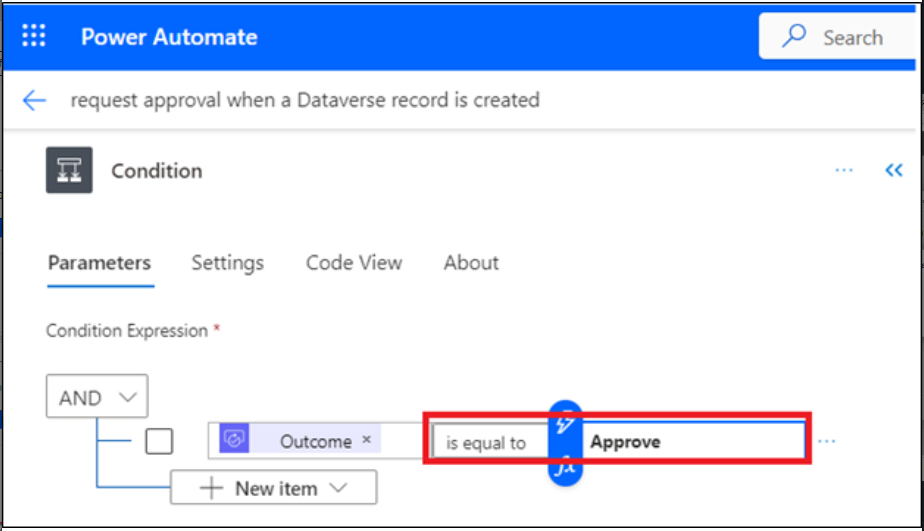 Power Automate
Search
request approval when a Dataverse record is created
Condition
Parameters Settings Code View About
Condition Expression *
AND
Outcome × is equal to Approve
fx
New item